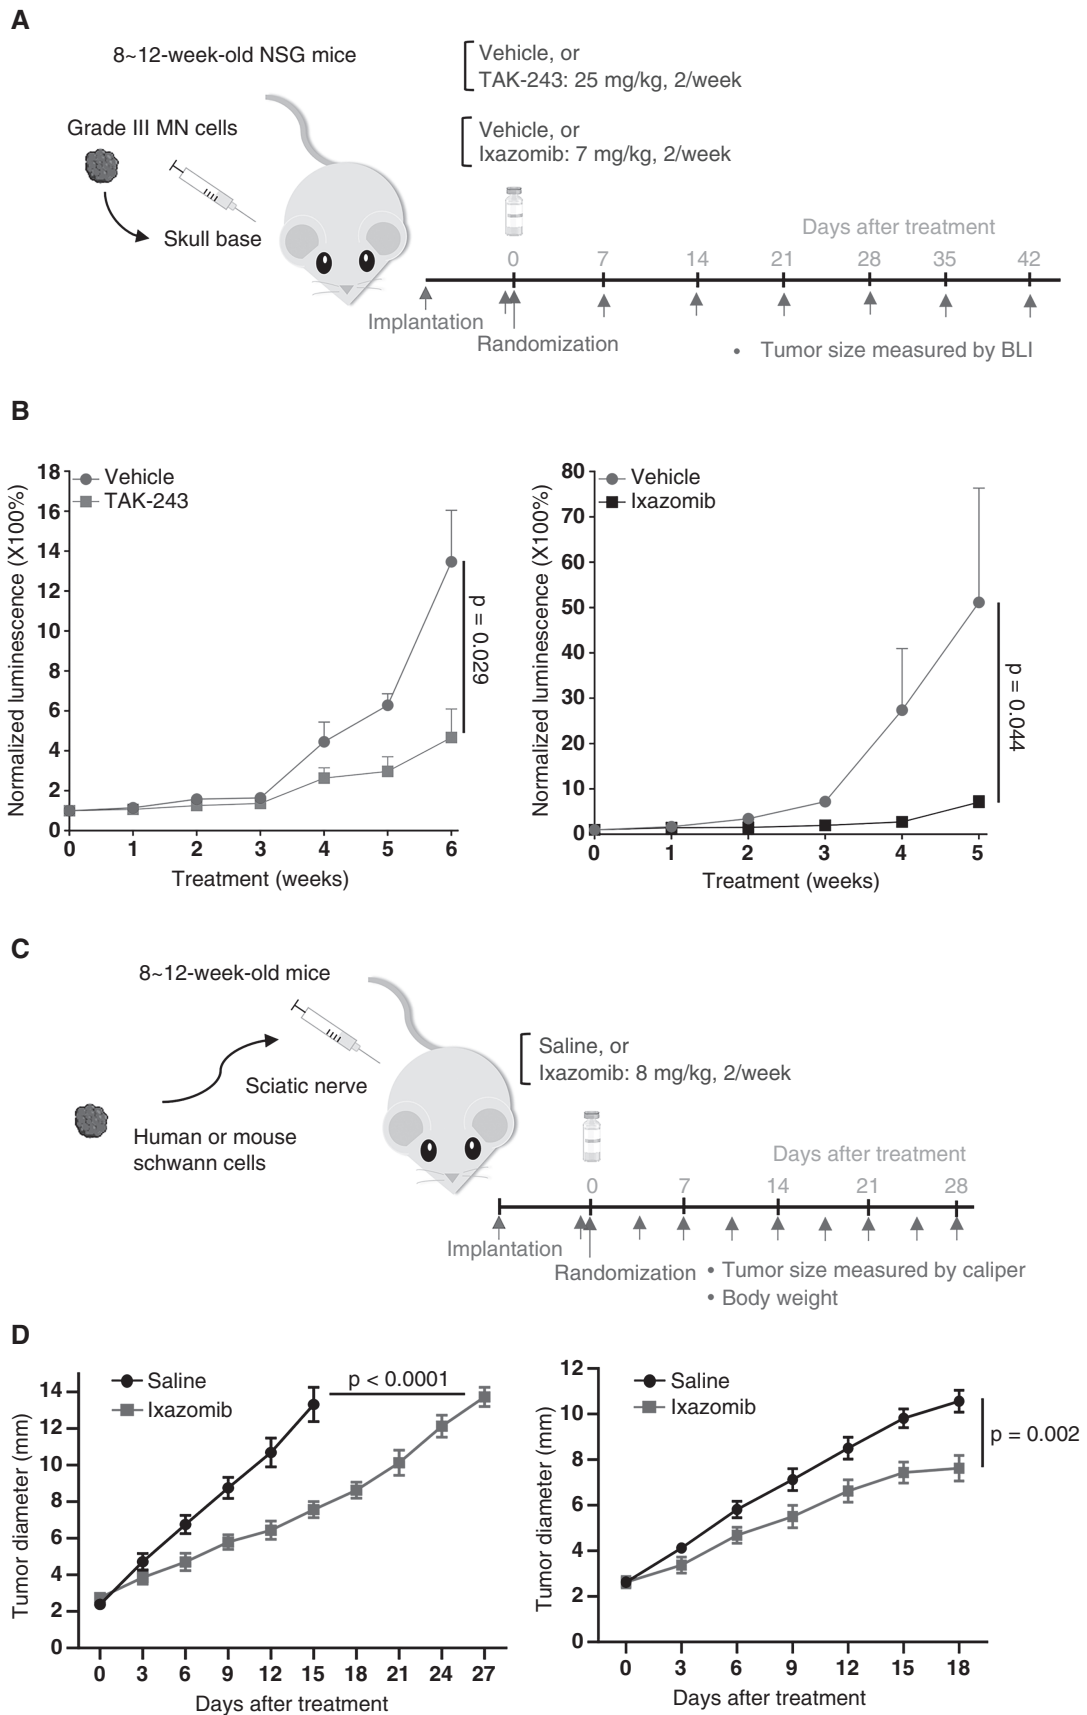 A
8~12-week-old NSG mice
Vehicle, or
TAK-243: 25 mg/kg, 2/week
Grade III MN cells
Vehicle, or
Ixazomib: 7 mg/kg, 2/week
Skull base
Days after treatment
0 7 14 21 28 35 42
Implantation
Randomization
• Tumor size measured by BLI
B
Normalized luminescence (X100%)
18
16
14
12
10
8
6
4
2
0
Vehicle
TAK-243
p = 0.029
0 1 2 3 4 5 6
Treatment (weeks)
Normalized luminescence (X100%)
80
70
60
50
40
30
20
10
0
Vehicle
Ixazomib
p = 0.044
0 1 2 3 4 5
Treatment (weeks)
C
8~12-week-old mice
Saline, or
Ixazomib: 8 mg/kg, 2/week
Sciatic nerve
Human or mouse
schwann cells
Days after treatment
0 7 14 21 28
Implantation
Randomization
• Tumor size measured by caliper
• Body weight
D
Tumor diameter (mm)
14
12
10
8
6
4
2
0
Saline
Ixazomib
p < 0.0001
0 3 6 9 12 15 18 21 24 27
Days after treatment
Tumor diameter (mm)
12
10
8
6
4
2
0
Saline
Ixazomib
p = 0.002
0 3 6 9 12 15 18
Days after treatment